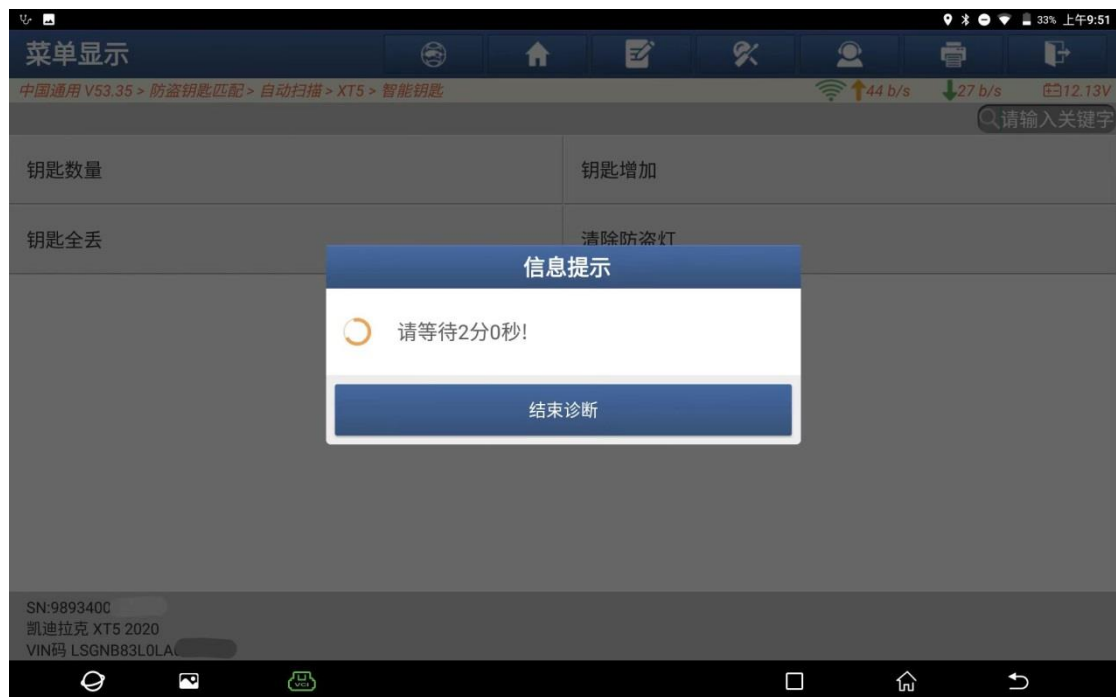 33% 上午9:51
菜单显示
中国通用 V53.35 > 防盗钥匙匹配 > 自动扫描 > XT5 > 智能钥匙
44 b/s 27 b/s 12.13V
请输入关键字
钥匙数量 钥匙增加
钥匙全丢 清除防盗灯
信息提示
请等待2分0秒!
结束诊断
SN:9893400
凯迪拉克 XT5 2020
VIN码 LSGNB83L0LA
VCI